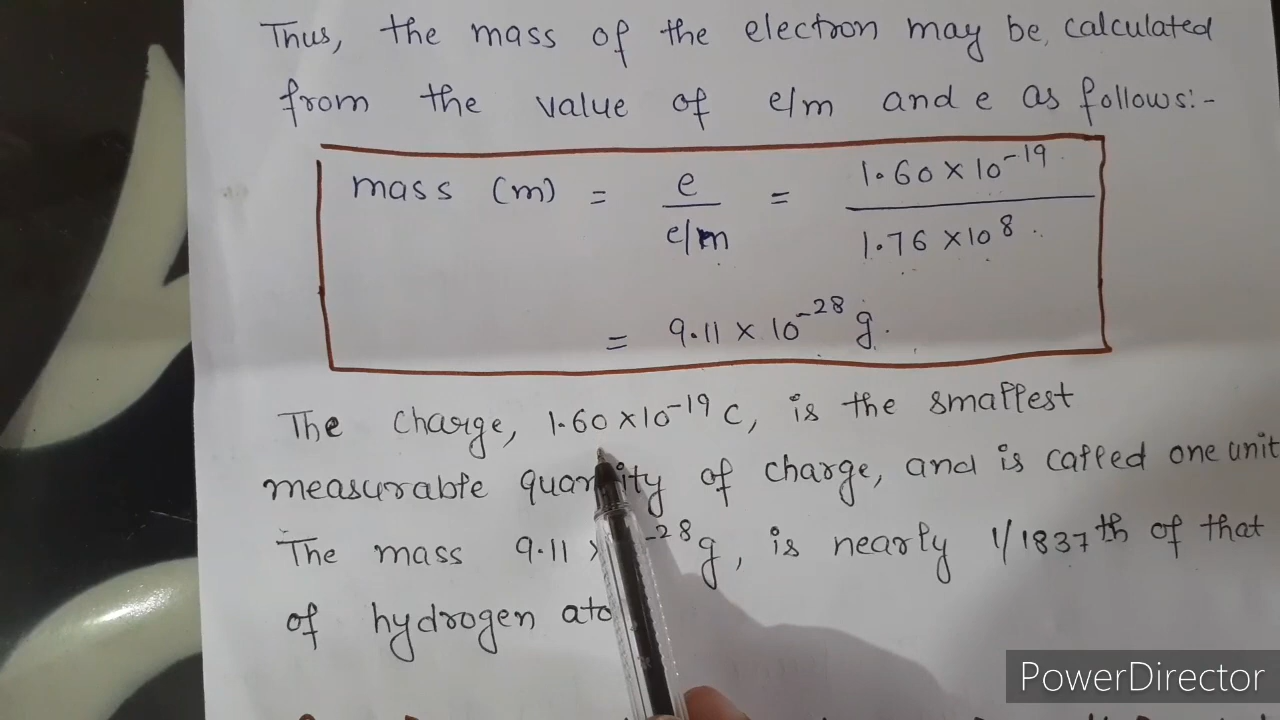 Thus, the mass of the electron may be calculated
from the value of e/m and e as follows:-
mass (m) = e / e/m = 1.60 × 10⁻¹⁹ / 1.76 × 10⁸
= 9.11 × 10⁻²⁸ g.
The charge, 1.60 × 10⁻¹⁹ C, is the smallest
measurable quantity of charge, and is called one unit
The mass 9.11 ⁻²⁸ g, is nearly 1/1837th of that
of hydrogen
PowerDirector